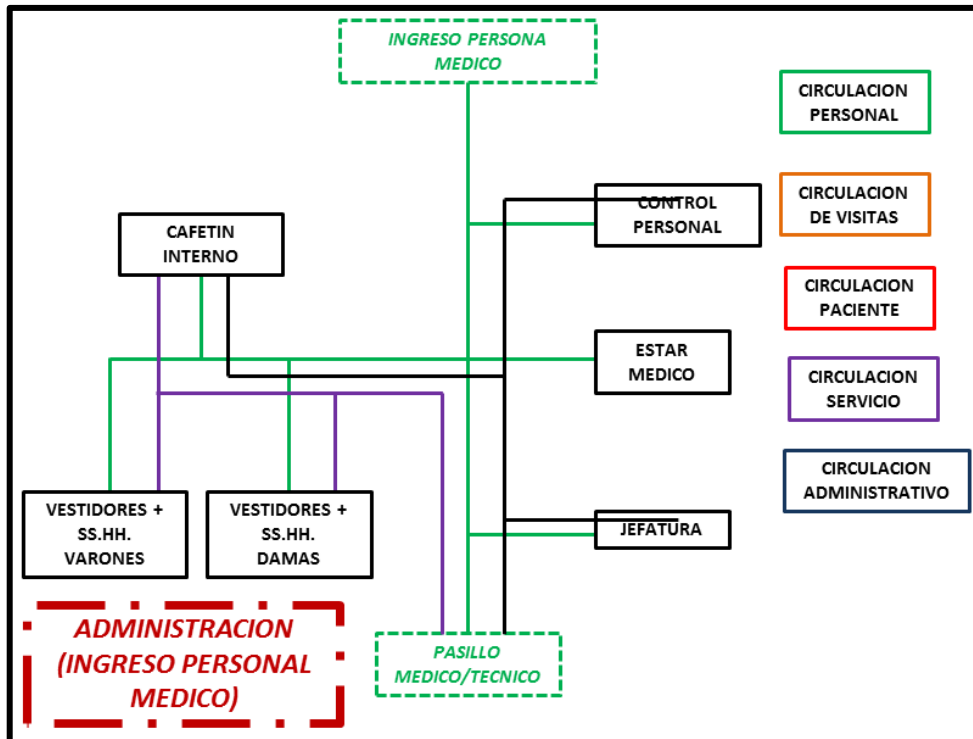 INGRESO PERSONA
MEDICO
CIRCULACION
PERSONAL
CONTROL
PERSONAL
CIRCULACION
DE VISITAS
CAFETIN
INTERNO
CIRCULACION
PACIENTE
ESTAR
MEDICO
CIRCULACION
SERVICIO
CIRCULACION
ADMINISTRATIVO
VESTIDORES +
SS.HH.
VARONES
VESTIDORES +
SS.HH.
DAMAS
JEFATURA
ADMINISTRACION
(INGRESO PERSONAL
MEDICO)
PASILLO
MEDICO/TECNICO